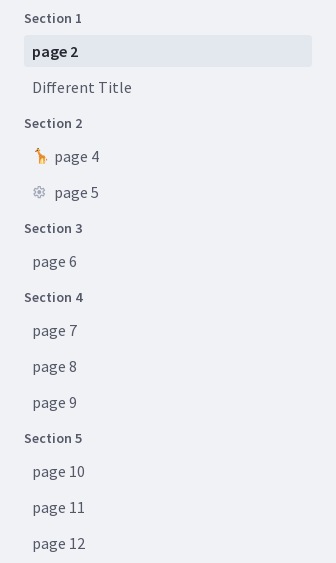 Section 1
page 2
Different Title
Section 2
page 4
page 5
Section 3
page 6
Section 4
page 7
page 8
page 9
Section 5
page 10
page 11
page 12